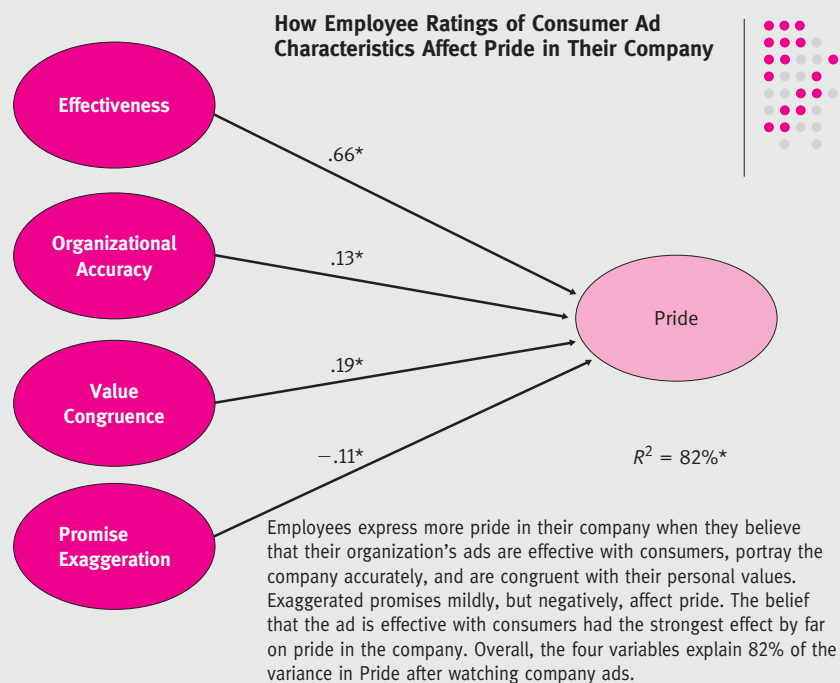 How Employee Ratings of Consumer Ad
Characteristics Affect Pride in Their Company
Effectiveness
.66*
Organizational
Accuracy
.13*
Pride
Value
Congruence
.19*
−.11*
R² = 82%*
Promise
Exaggeration
Employees express more pride in their company when they believe
that their organization’s ads are effective with consumers, portray the
company accurately, and are congruent with their personal values.
Exaggerated promises mildly, but negatively, affect pride. The belief
that the ad is effective with consumers had the strongest effect by far
on pride in the company. Overall, the four variables explain 82% of the
variance in Pride after watching company ads.